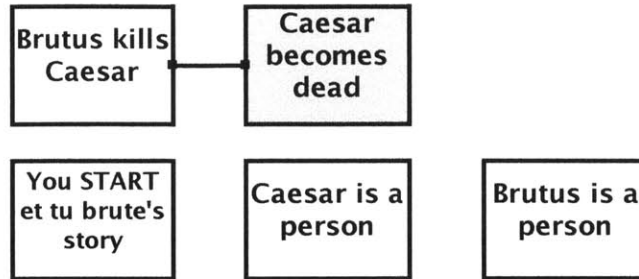 Brutus kills
Caesar
Caesar
becomes
dead
You START
et tu brute's
story
Caesar is a
person
Brutus is a
person